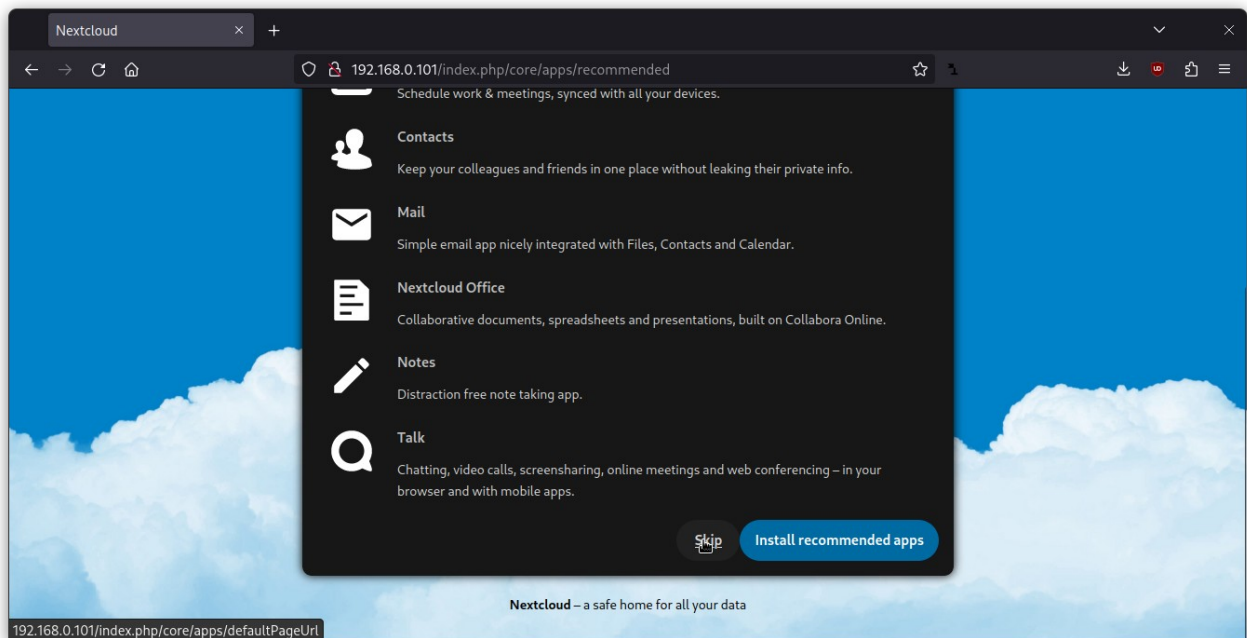 Nextcloud
192.168.0.101/index.php/core/apps/recommended
Schedule work & meetings, synced with all your devices.
Contacts
Keep your colleagues and friends in one place without leaking their private info.
Mail
Simple email app nicely integrated with Files, Contacts and Calendar.
Nextcloud Office
Collaborative documents, spreadsheets and presentations, built on Collabora Online.
Notes
Distraction free note taking app.
Talk
Chatting, video calls, screensharing, online meetings and web conferencing – in your
browser and with mobile apps.
Skip Install recommended apps
Nextcloud – a safe home for all your data
192.168.0.101/index.php/core/apps/defaultPageUrl